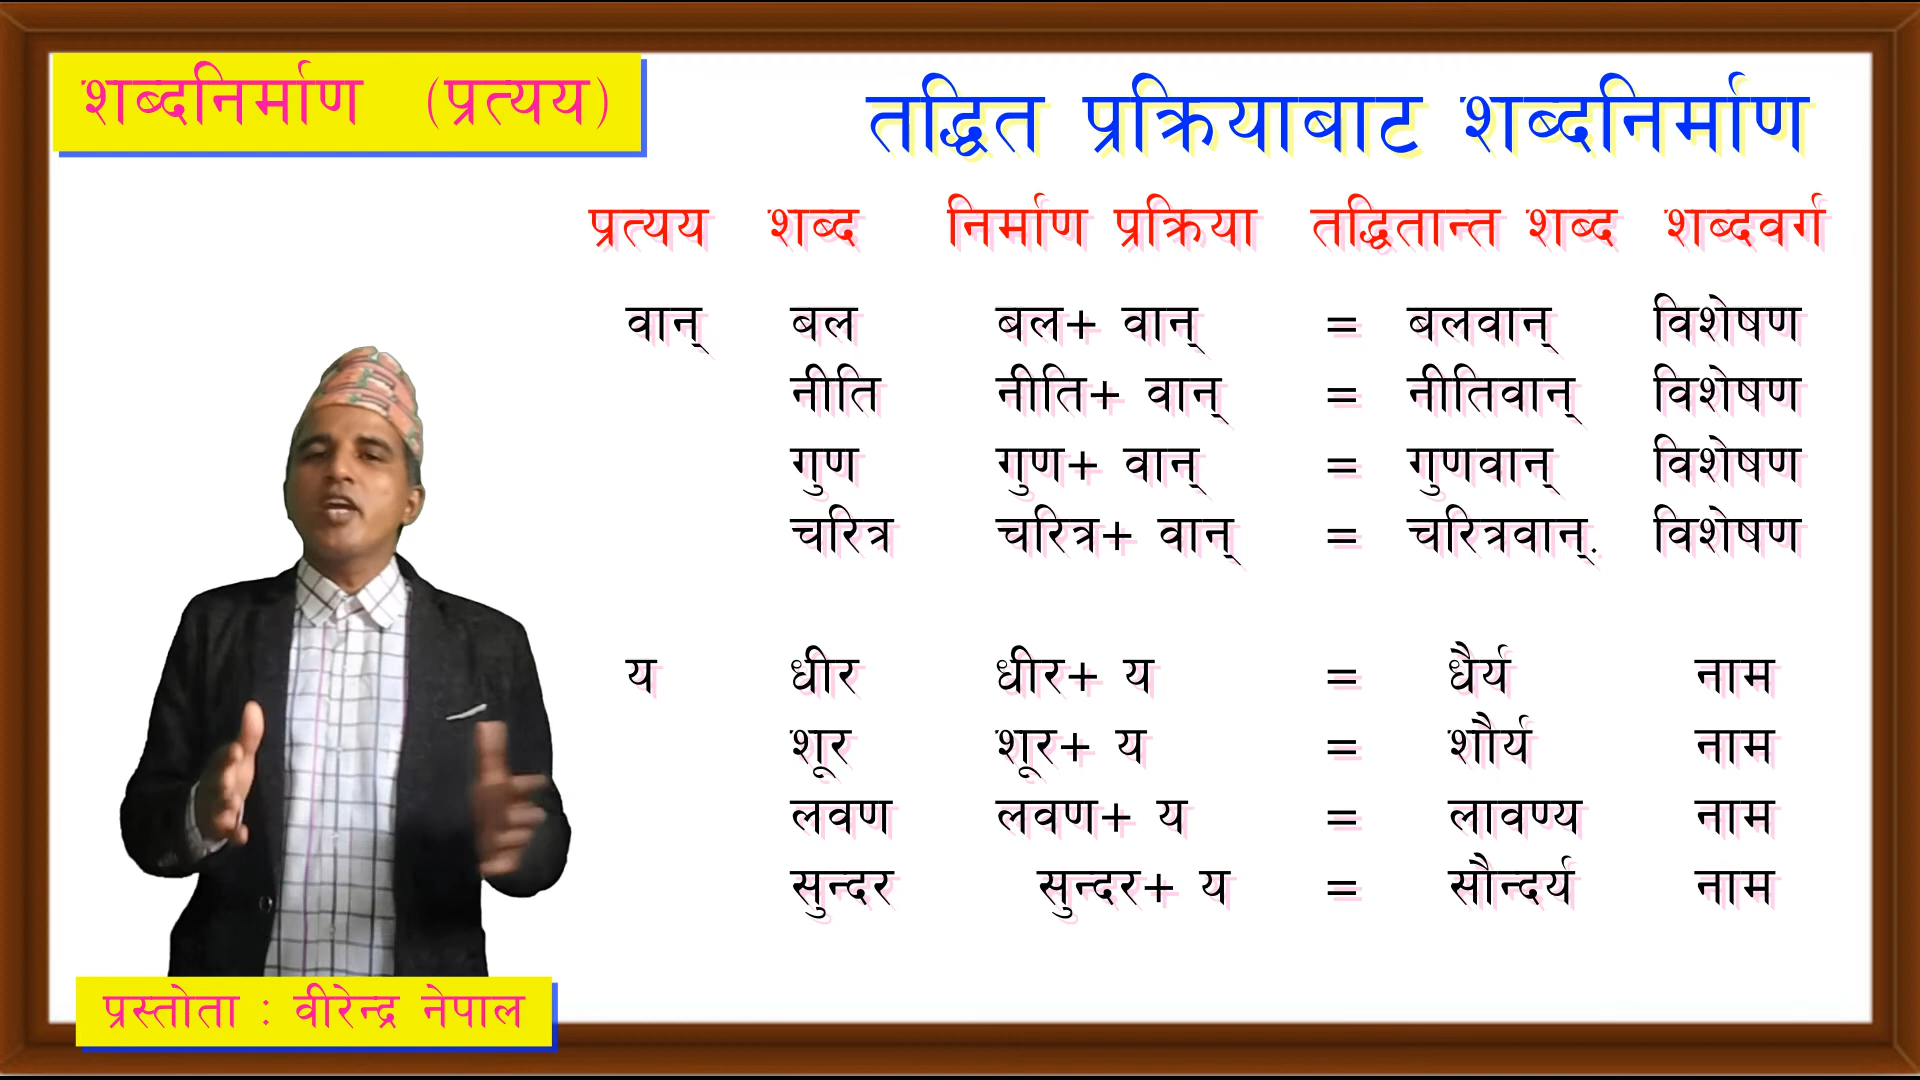 शब्दनिर्माण (प्रत्यय)
तद्धित प्रक्रियाबाट शब्दनिर्माण
प्रत्यय शब्द निर्माण प्रक्रिया तद्धितान्त शब्द शब्दवर्ग
वान् बल बल+ वान् = बलवान् विशेषण
नीति नीति+ वान् = नीतिवान् विशेषण
गुण गुण+ वान् = गुणवान् विशेषण
चरित्र चरित्र+ वान् = चरित्रवान्. विशेषण
य धीर धीर+ य = धैर्य नाम
शूर शूर+ य = शौर्य नाम
लवण लवण+ य = लावण्य नाम
सुन्दर सुन्दर+ य = सौन्दर्य नाम
प्रस्तोता : वीरेन्द्र नेपाल